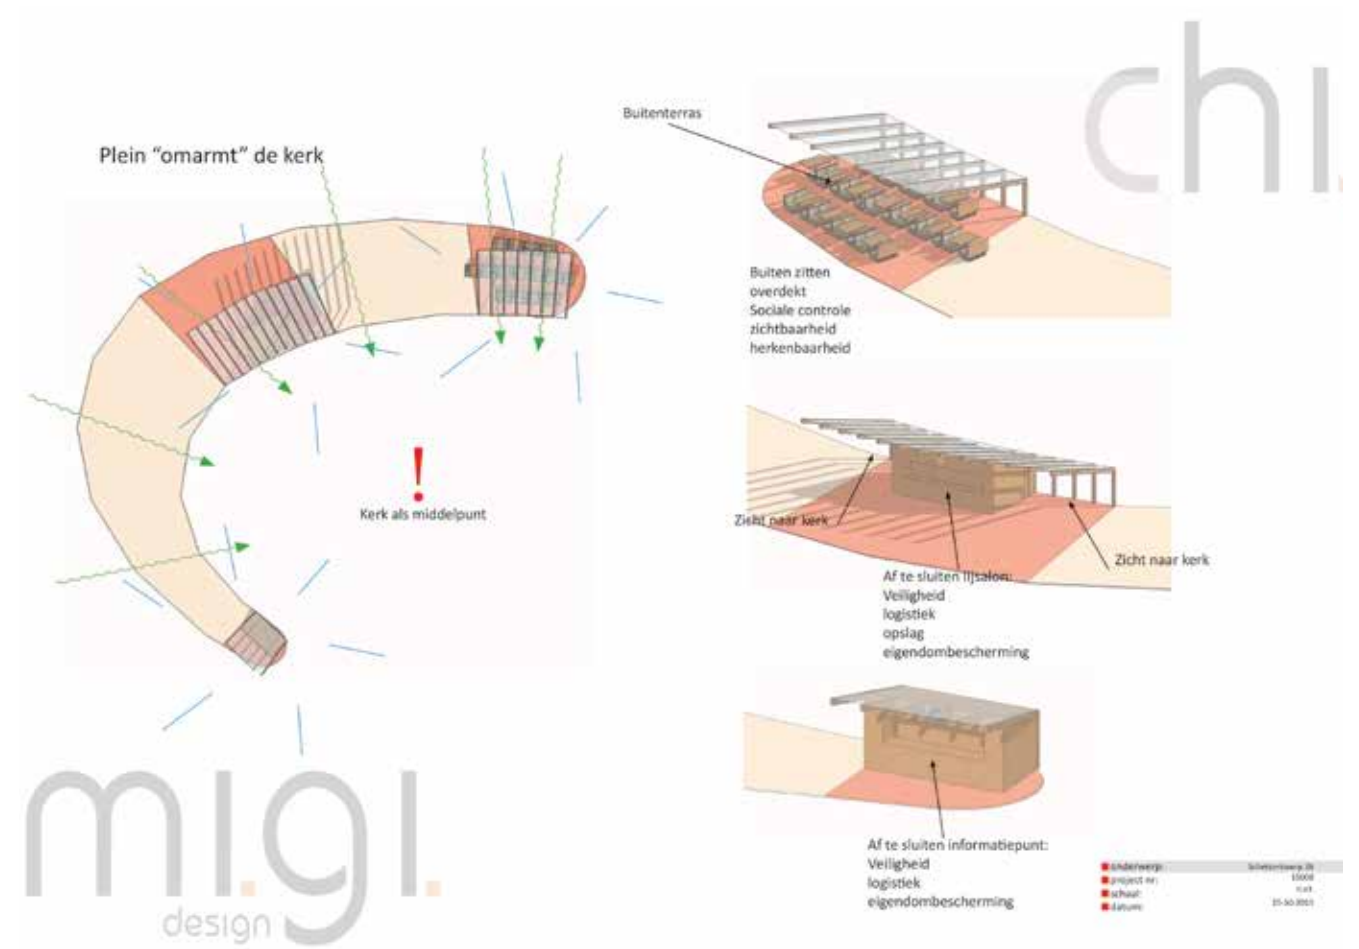 chi.
Plein “omarmt” de kerk
Buitenterras
Buiten zitten
overdekt
Sociale controle
zichtbaarheid
herkenbaarheid
!
Kerk als middelpunt
Zicht naar kerk
Zicht naar kerk
Af te sluiten IJsalon:
Veiligheid
logistiek
opslag
eigendombescherming
Af te sluiten informatiepunt:
Veiligheid
logistiek
eigendombescherming
mi.gi.
design
onderwerp:
project nr:
schaal:
datum: